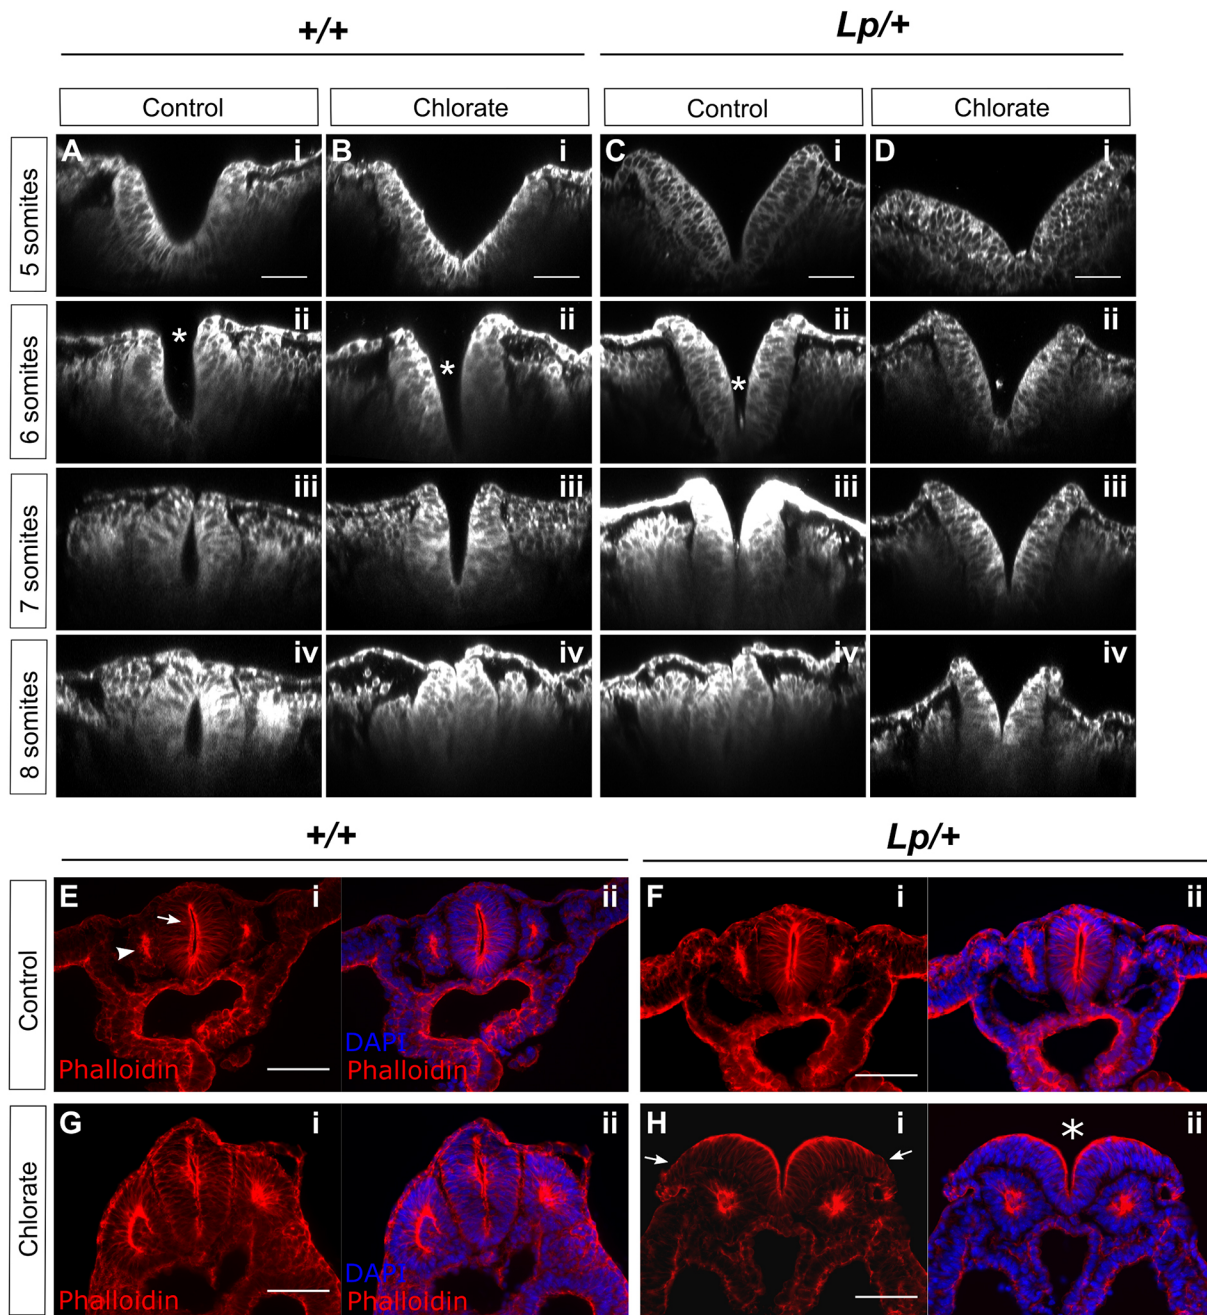 +/+ Lp/+
Control Chlorate Control Chlorate
5 somites
A i B i C i D i
6 somites
ii ii ii ii
* * *
7 somites
iii iii iii iii
8 somites
iv iv iv iv
+/+ Lp/+
Control
E i ii F i ii
DAPI
Phalloidin Phalloidin
Chlorate
G i ii H i * ii
DAPI
Phalloidin Phalloidin